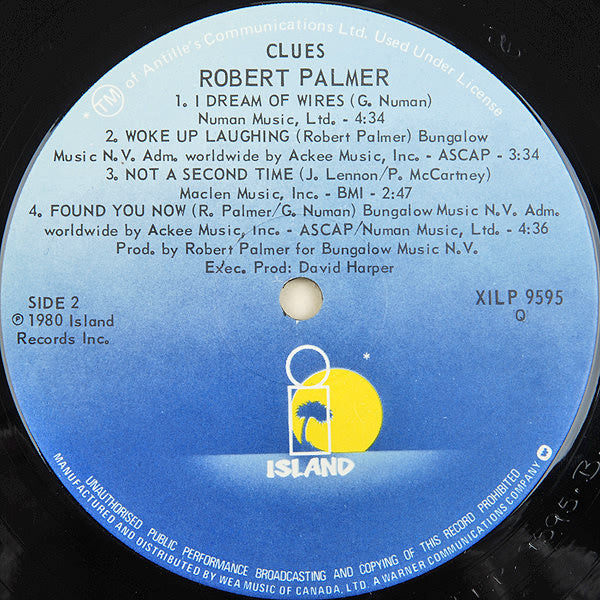 * TM of Antitle's Communications Ltd. Used Under License
CLUES
ROBERT PALMER
1. I DREAM OF WIRES (G. Numan)
Numan Music, Ltd. - 4:34
2. WOKE UP LAUGHING (Robert Palmer) Bungalow
Music N.V. Adm. worldwide by Ackee Music, Inc. - ASCAP - 3:34
3. NOT A SECOND TIME (J. Lennon/P. McCartney)
Maclen Music, Inc. - BMI - 2:47
4. FOUND YOU NOW (R. Palmer/G. Numan) Bungalow Music N.V. Adm.
worldwide by Ackee Music, Inc. - ASCAP/Numan Music, Ltd. - 4:36
Prod. by Robert Palmer for Bungalow Music N.V.
Exec. Prod: David Harper
SIDE 2
℗ 1980 Island
Records Inc.
XILP 9595
Q
*
ISLAND
UNAUTHORISED PUBLIC PERFORMANCE BROADCASTING AND COPYING OF THIS RECORD PROHIBITED
MANUFACTURED AND DISTRIBUTED BY WEA MUSIC OF CANADA, LTD. A WARNER COMMUNICATIONS COMPANY